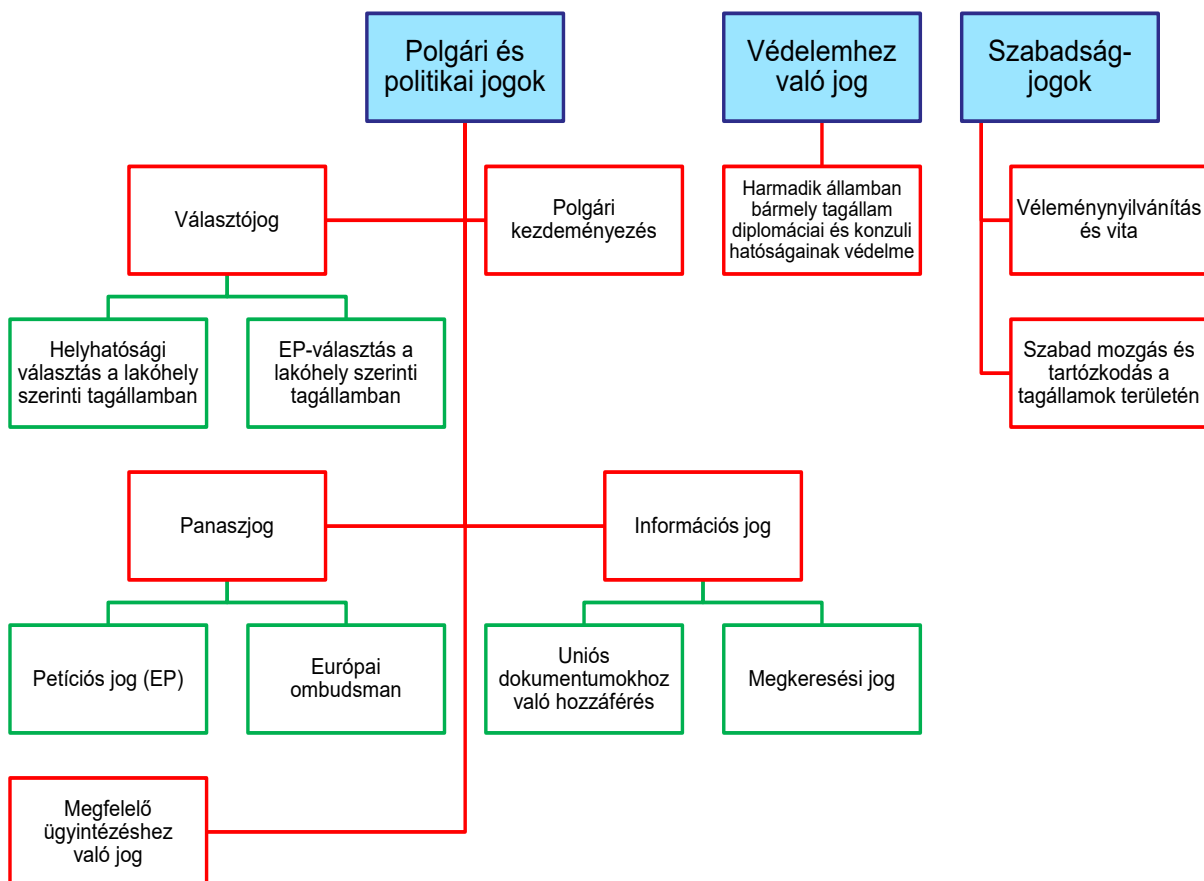 Polgári és
politikai jogok
Védelemhez
való jog
Szabadság-
jogok
Választójog
Polgári
kezdeményezés
Harmadik államban
bármely tagállam
diplomáciai és konzuli
hatóságainak védelme
Véleménynyilvánítás
és vita
Helyhatósági
választás a lakóhely
szerinti tagállamban
EP-választás a
lakóhely szerinti
tagállamban
Szabad mozgás és
tartózkodás a
tagállamok területén
Panaszjog
Információs jog
Petíciós jog (EP)
Európai
ombudsman
Uniós
dokumentumokhoz
való hozzáférés
Megkeresési jog
Megfelelő
ügyintézéshez
való jog